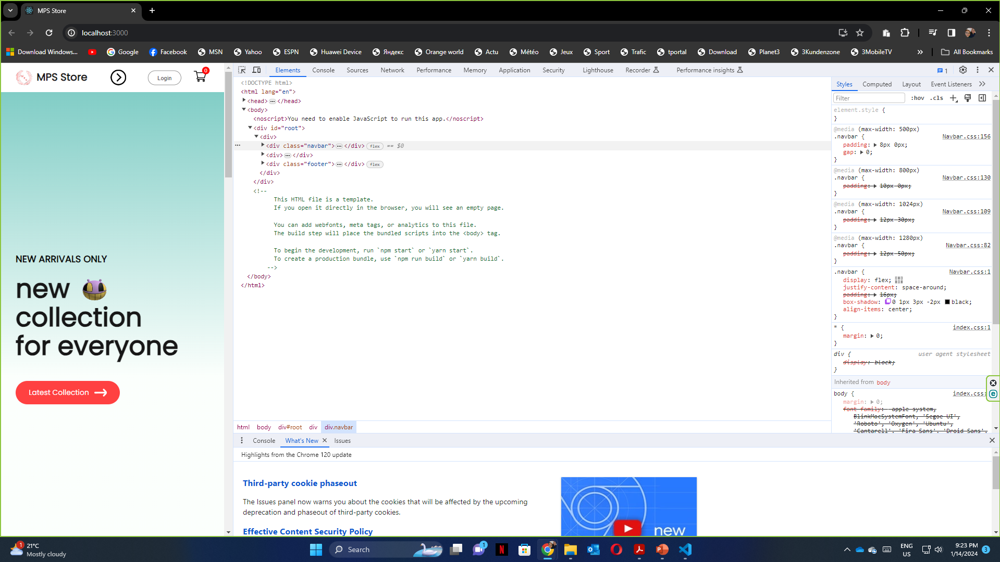 MPS Store
localhost:3000
Download Windows...
Google
Facebook
MSN
Yahoo
ESPN
Huawei Device
Яндекс
Orange world
Actu
Météo
Jeux
Sport
Trafic
tportal
Download
Planet3
3Kundenzone
3MobileTV
All Bookmarks
MPS Store
Login
0
NEW ARRIVALS ONLY
new
collection
for everyone
Latest Collection
Elements Console Sources Network Performance Memory Application Security Lighthouse Recorder Performance insights
1
<!DOCTYPE html>
<html lang="en">
<head> ⋯ </head>
<body>
<noscript>You need to enable JavaScript to run this app.</noscript>
<div id="root">
<div>
<div class="navbar"> ⋯ </div> flex == $0
<div> ⋯ </div>
<div class="footer"> ⋯ </div> flex
</div>
</div>
<!--
This HTML file is a template.
If you open it directly in the browser, you will see an empty page.
You can add webfonts, meta tags, or analytics to this file.
The build step will place the bundled scripts into the <body> tag.
To begin the development, run `npm start` or `yarn start`.
To create a production bundle, use `npm run build` or `yarn build`.
-->
</body>
</html>
html body div#root div div.navbar
Styles Computed Layout Event Listeners
Filter :hov .cls
element.style {
}
@media (max-width: 500px)
.navbar { Navbar.css:156
padding: 8px 0px;
gap: 0;
}
@media (max-width: 800px)
.navbar { Navbar.css:130
padding: 10px 0px;
}
@media (max-width: 1024px)
.navbar { Navbar.css:109
padding: 12px 30px;
}
@media (max-width: 1280px)
.navbar { Navbar.css:82
padding: 12px 50px;
}
.navbar { Navbar.css:1
display: flex;
justify-content: space-around;
padding: 16px;
box-shadow: 0 1px 3px -2px black;
align-items: center;
}
* { index.css:1
margin: 0;
}
div { user agent stylesheet
display: block;
}
Inherited from body
body { index.css:
margin: 0;
font-family: -apple-system,
BlinkMacSystemFont, 'Segoe UI',
'Roboto', 'Oxygen', 'Ubuntu',
'Cantarell', 'Fira Sans', 'Droid Sans',
Console What's New Issues
Highlights from the Chrome 120 update
Third-party cookie phaseout
The Issues panel now warns you about the cookies that will be affected by the upcoming
deprecation and phaseout of third-party cookies.
Effective Content Security Policy
new
1
21°C
Mostly cloudy
Search
1
ENG
US
9:23 PM
1/14/2024
3